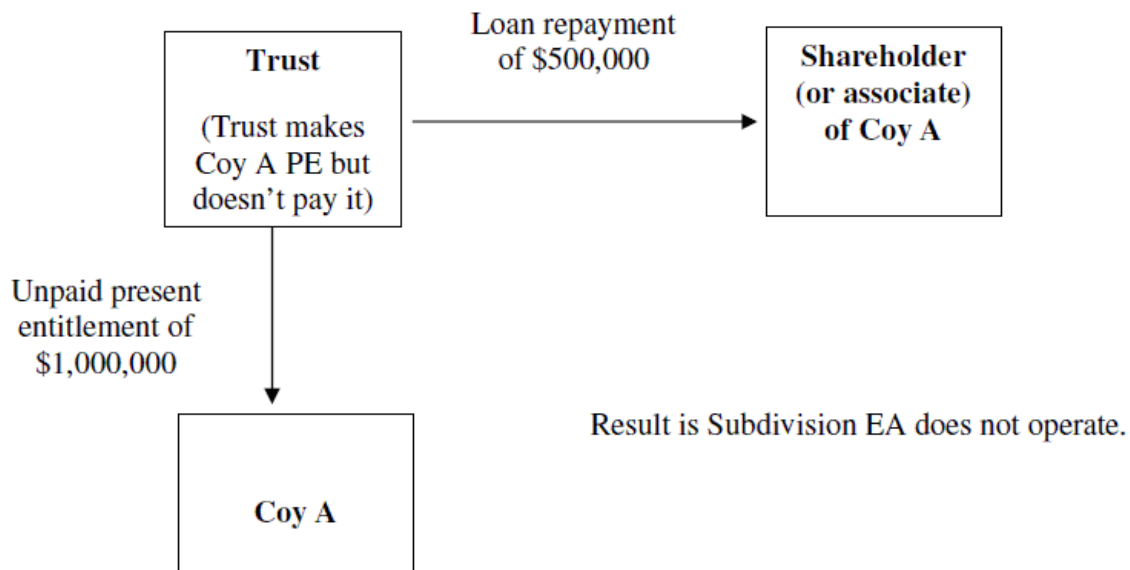 Trust
(Trust makes
Coy A PE but
doesn't pay it)
Loan repayment
of $500,000
Shareholder
(or associate)
of Coy A
Unpaid present
entitlement of
$1,000,000
Result is Subdivision EA does not operate.
Coy A